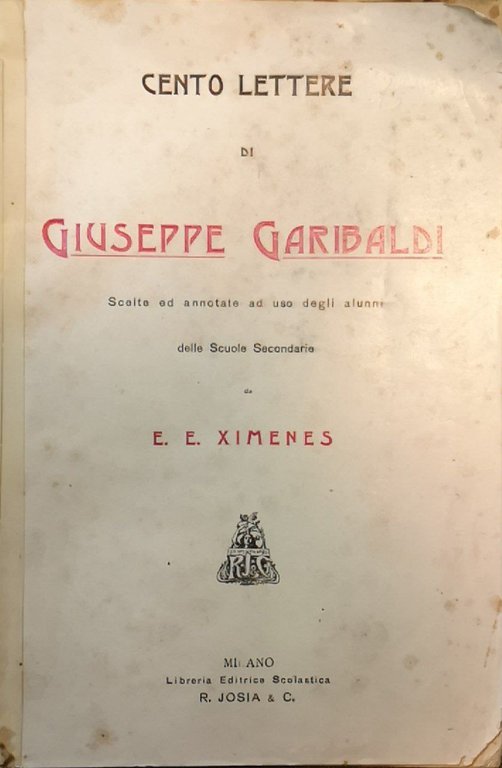 CENTO LETTERE
DI
GIUSEPPE GARIBALDI
Scelte ed annotate ad uso degli alunni
delle Scuole Secondarie
da
E. E. XIMENES
R.J. & C.
MILANO
Libreria Editrice Scolastica
R. JOSIA & C.